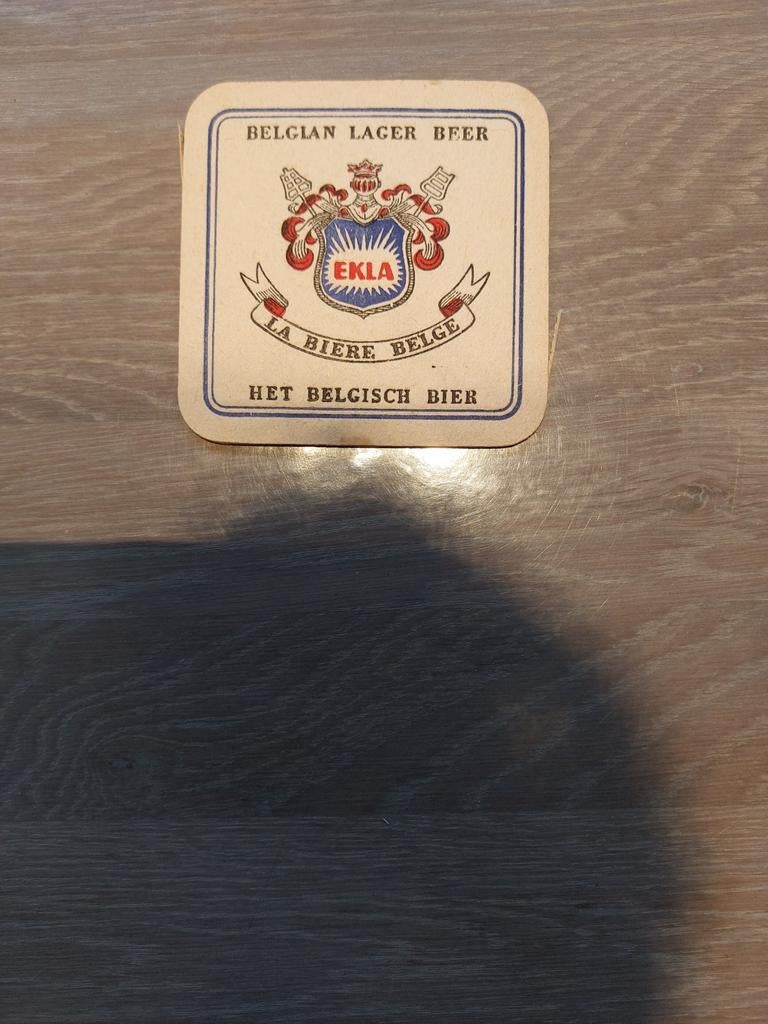 BELGIAN LAGER BEER
EKLA
LA BIERE BELGE
HET BELGISCH BIER